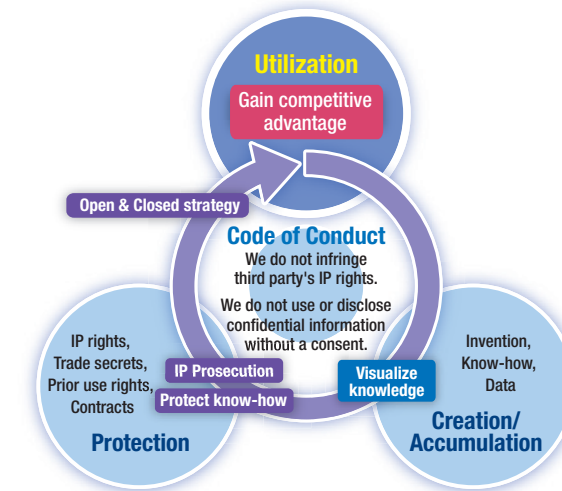 Utilization
Gain competitive
advantage
Open & Closed strategy
Code of Conduct
We do not infringe
third party's IP rights.
We do not use or disclose
confidential information
without a consent.
IP rights,
Trade secrets,
Prior use rights,
Contracts
Protection
IP Prosecution
Protect know-how
Visualize
knowledge
Invention,
Know-how,
Data
Creation/
Accumulation